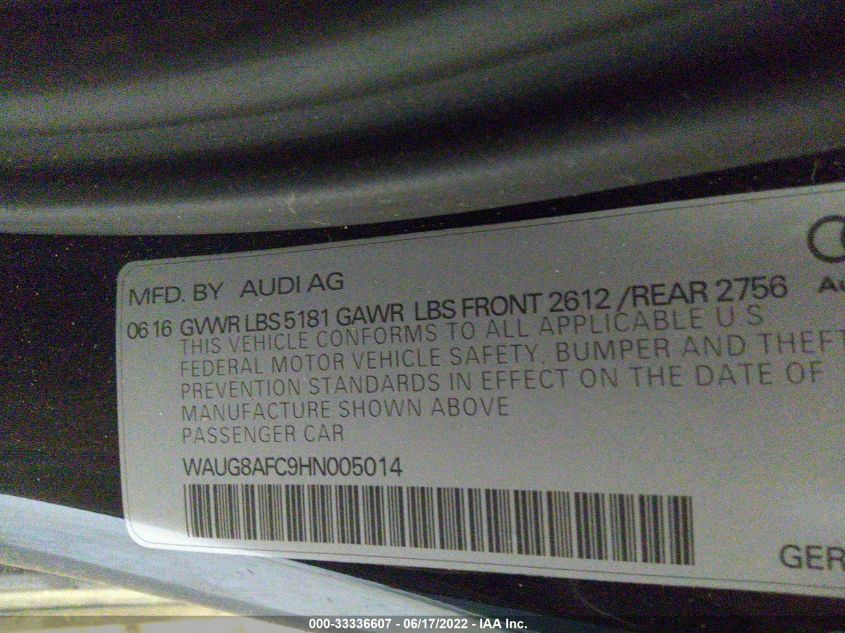 MFD. BY AUDI AG
06 16 GVWR LBS 5181 GAWR LBS FRONT 2612 /REAR 2756
THIS VEHICLE CONFORMS TO ALL APPLICABLE U S
FEDERAL MOTOR VEHICLE SAFETY, BUMPER AND THEFT
PREVENTION STANDARDS IN EFFECT ON THE DATE OF
MANUFACTURE SHOWN ABOVE
PASSENGER CAR
WAUG8AFC9HN005014
Au
GER
000-33336607 - 06/17/2022 - IAA Inc.